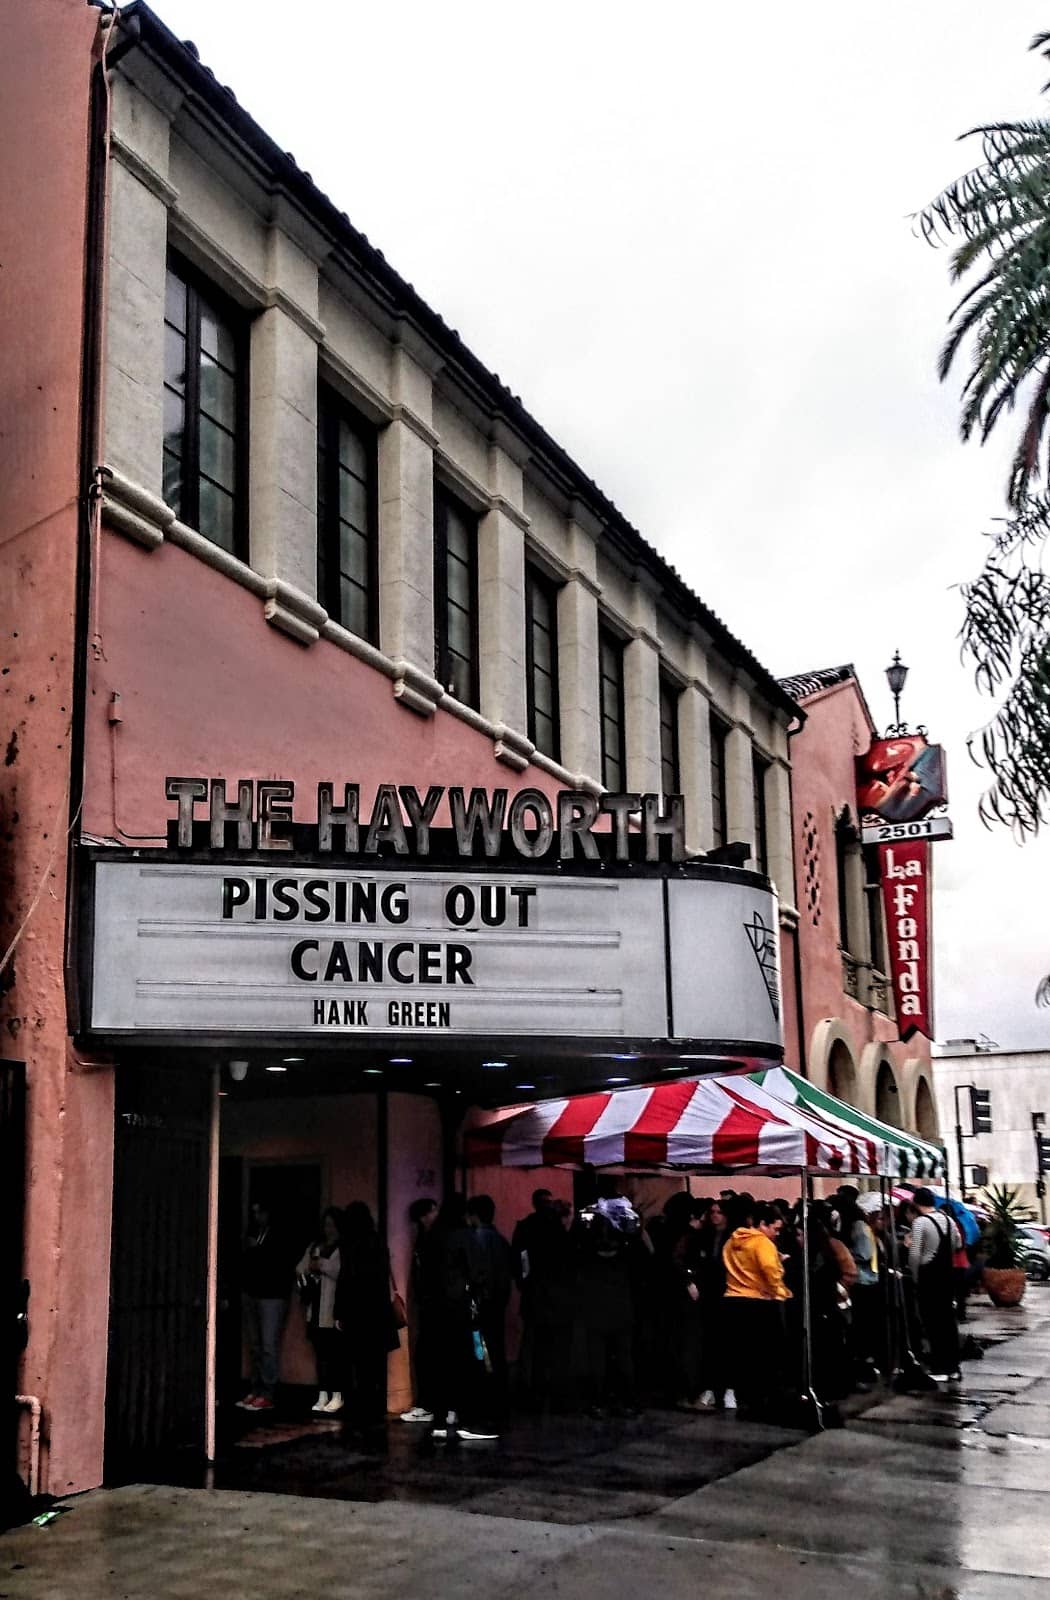 THE HAYWORTH
PISSING OUT
CANCER
HANK GREEN
2501
La Fonda